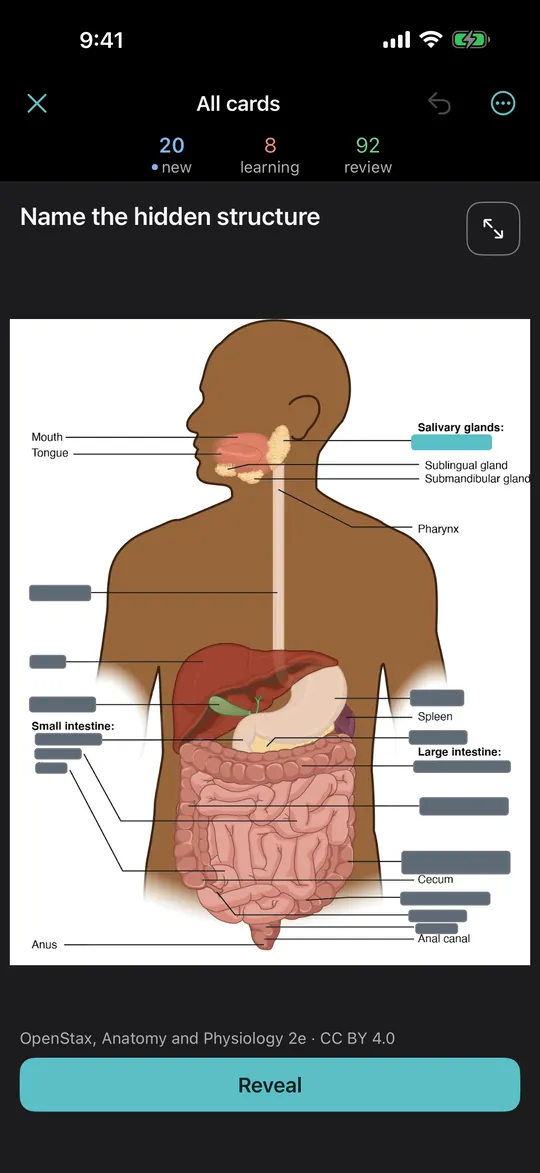 9:41
All cards
20 8 92
new learning review
Name the hidden structure
Salivary glands:
Mouth
Tongue
Sublingual gland
Submandibular gland
Pharynx
Spleen
Small intestine:
Large intestine:
Cecum
Anal canal
Anus
OpenStax, Anatomy and Physiology 2e · CC BY 4.0
Reveal